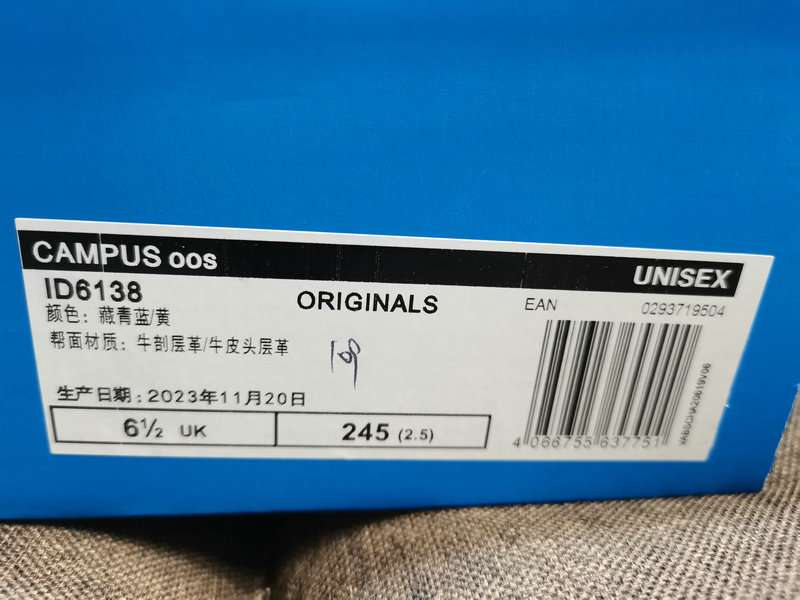 CAMPUS 00s
UNISEX
ID6138
ORIGINALS
EAN
0293719504
颜色：藏青蓝/黄
帮面材质：牛剖层革/牛皮头层革
生产日期：2023年11月20日
6½ UK
245 (2.5)
4 066755 637751